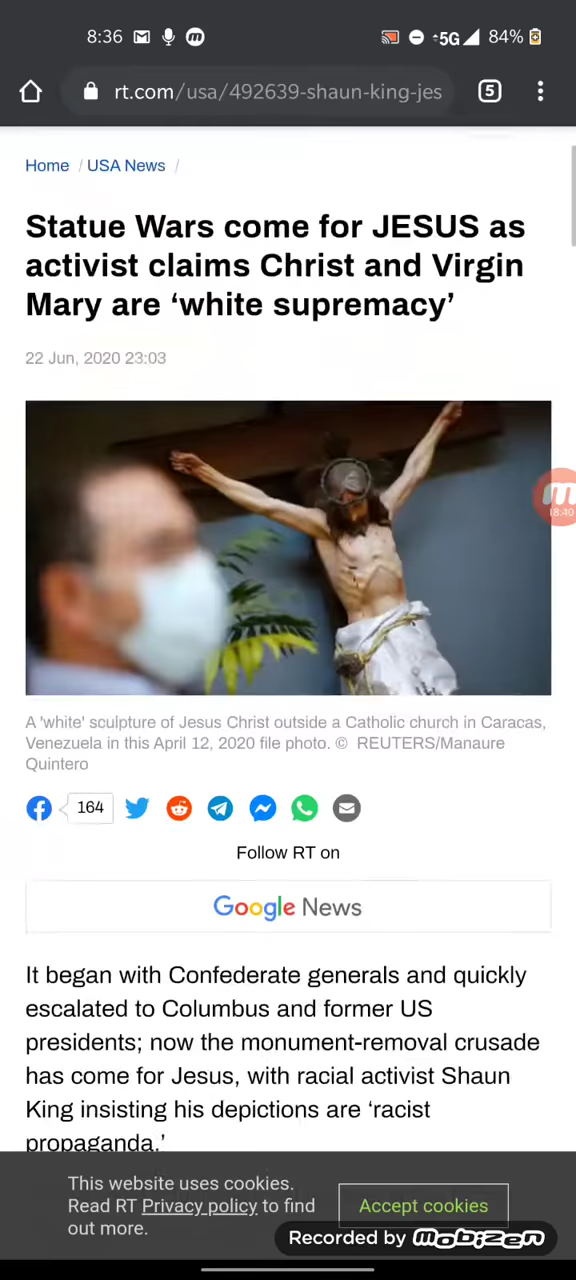 8:36
5G 84%
rt.com/usa/492639-shaun-king-jes
5
Home / USA News /
Statue Wars come for JESUS as
activist claims Christ and Virgin
Mary are ‘white supremacy’
22 Jun, 2020 23:03
18:49
A 'white' sculpture of Jesus Christ outside a Catholic church in Caracas,
Venezuela in this April 12, 2020 file photo. © REUTERS/Manaure
Quintero
164
Follow RT on
Google News
It began with Confederate generals and quickly
escalated to Columbus and former US
presidents; now the monument-removal crusade
has come for Jesus, with racial activist Shaun
King insisting his depictions are ‘racist
propaganda.’
This website uses cookies.
Read RT Privacy policy to find
out more.
Accept cookies
Recorded by mobizen